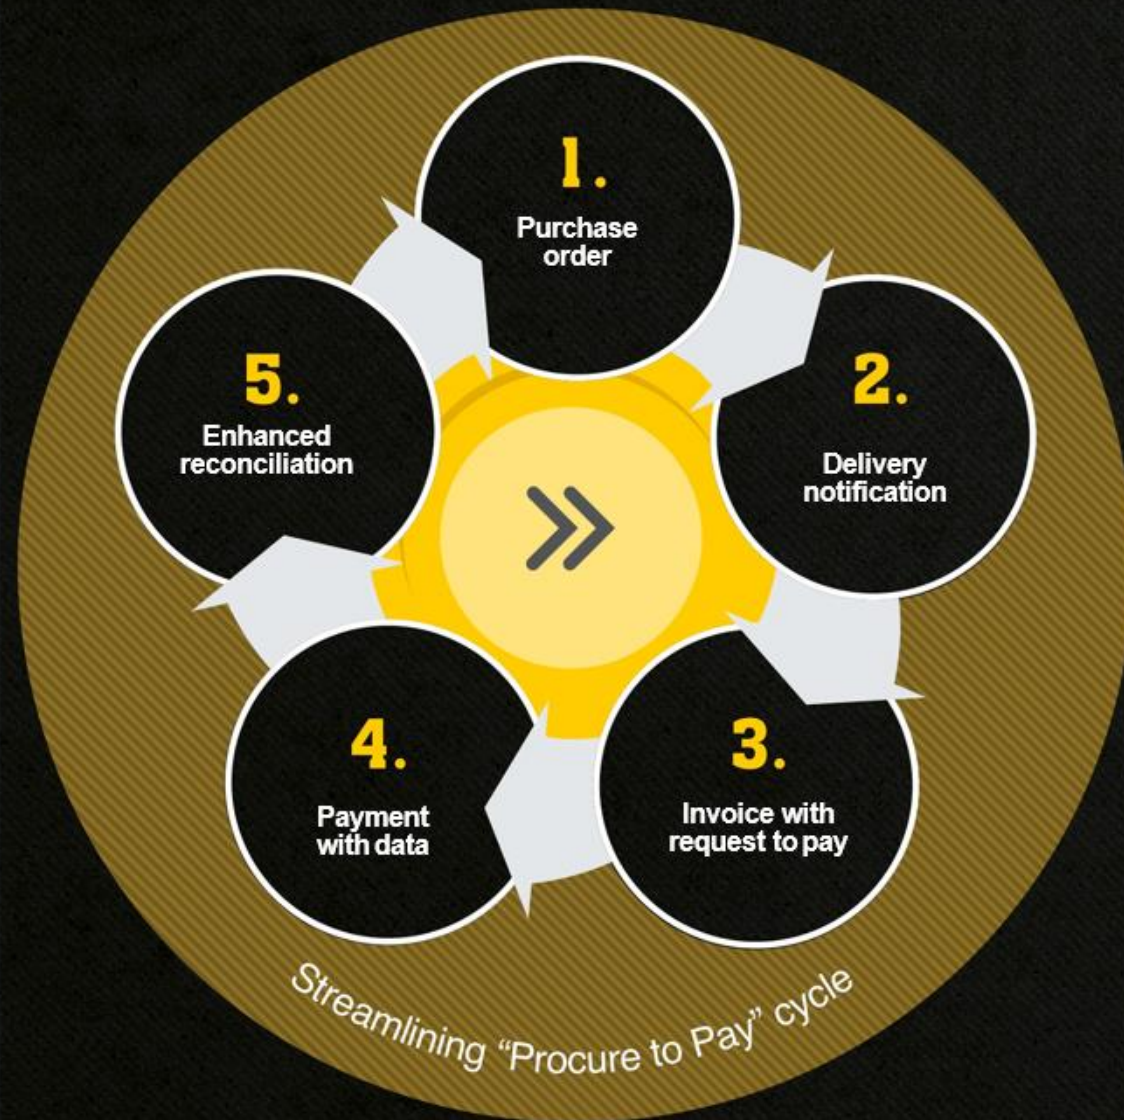 1.
Purchase
order
2.
Delivery
notification
3.
Invoice with
request to pay
4.
Payment
with data
5.
Enhanced
reconciliation
Streamlining “Procure to Pay” cycle